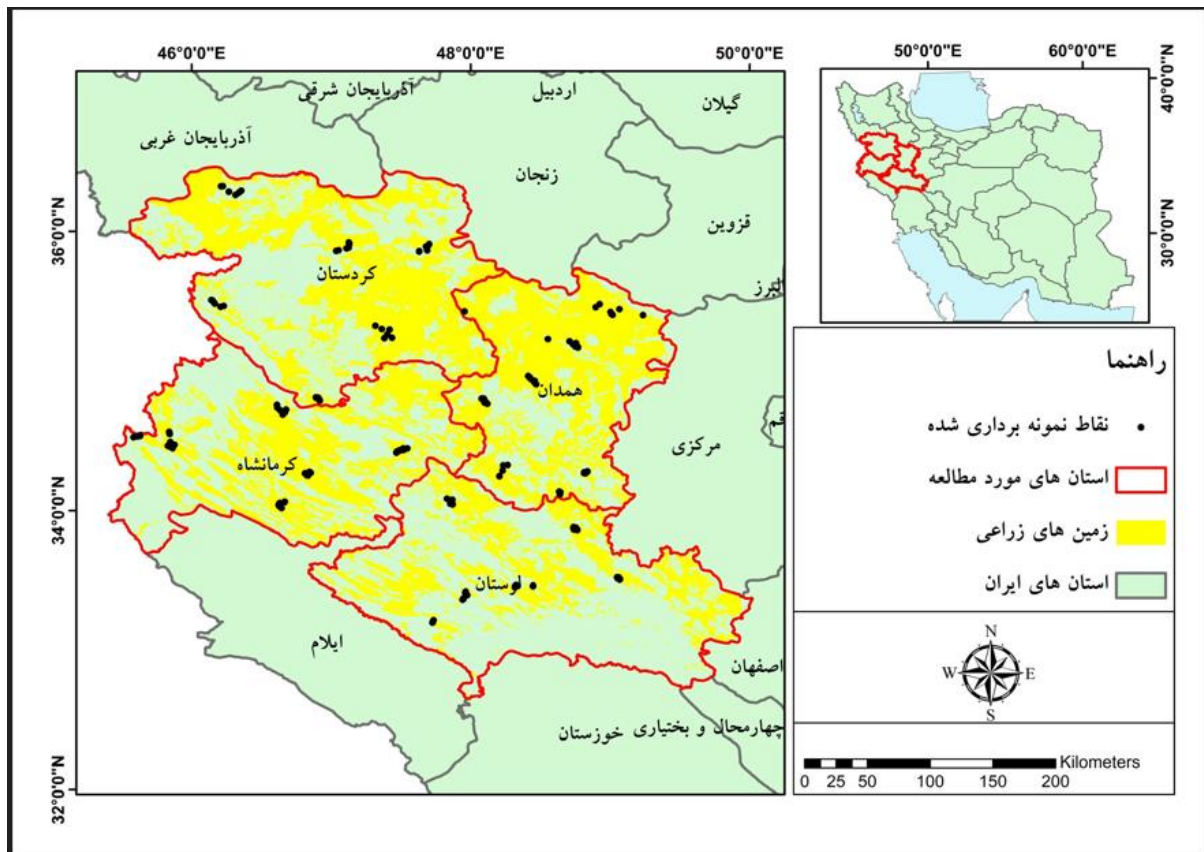 46°0'0"E
48°0'0"E
50°0'0"E
36°0'0"N
34°0'0"N
32°0'0"N
آذربایجان شرقی
اردبیل
گیلان
آذربایجان غربی
زنجان
قزوین
کردستان
البرز
همدان
قم
مرکزی
کرمانشاه
لرستان
ایلام
اصفهان
چهارمحال و بختیاری
خوزستان
50°0'0"E
60°0'0"E
40°0'0"N
30°0'0"N
راهنما
نقاط نمونه برداری شده
استان های مورد مطالعه
زمین های زراعی
استان های ایران
N
W
E
S
Kilometers
0 25 50 100 150 200